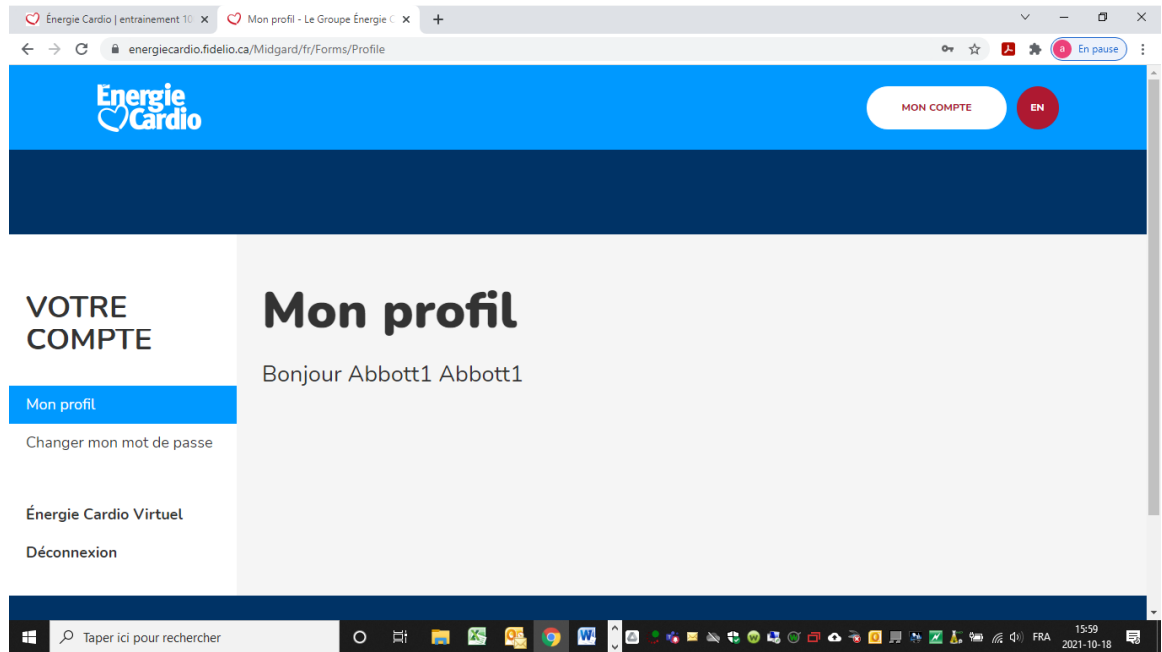 Énergie Cardio | entrainement 10
Mon profil - Le Groupe Énergie C
energiecardio.fidelio.ca/Midgard/fr/Forms/Profile
a
En pause
Énergie
Cardio
MON COMPTE
EN
VOTRE
COMPTE
Mon profil
Bonjour Abbott1 Abbott1
Mon profil
Changer mon mot de passe
Énergie Cardio Virtuel
Déconnexion
Taper ici pour rechercher
FRA
15:59
2021-10-18